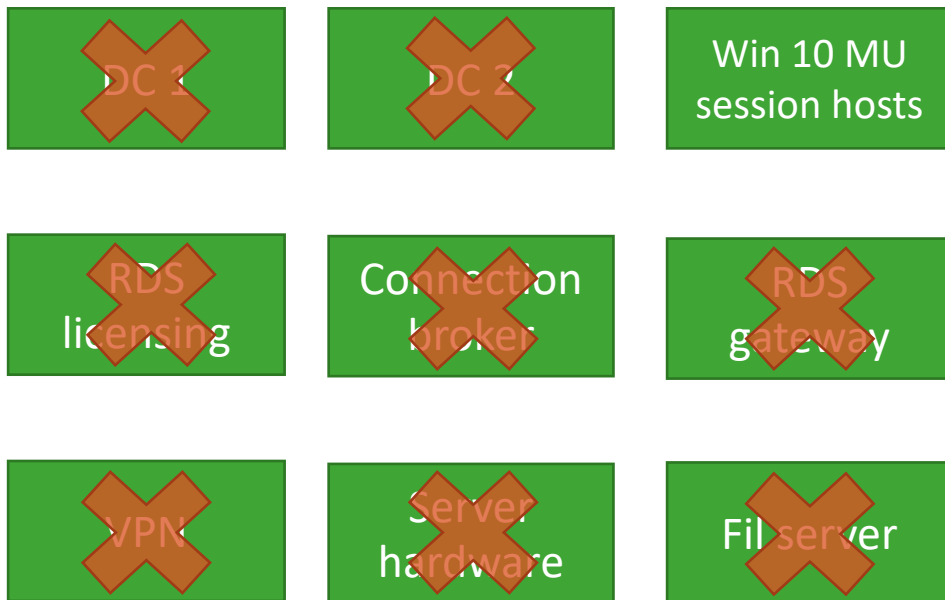 DC 1
DC 2
Win 10 MU
session hosts
RDS
licensing
Connection
broker
RDS
gateway
VPN
Server
hardware
Fil server